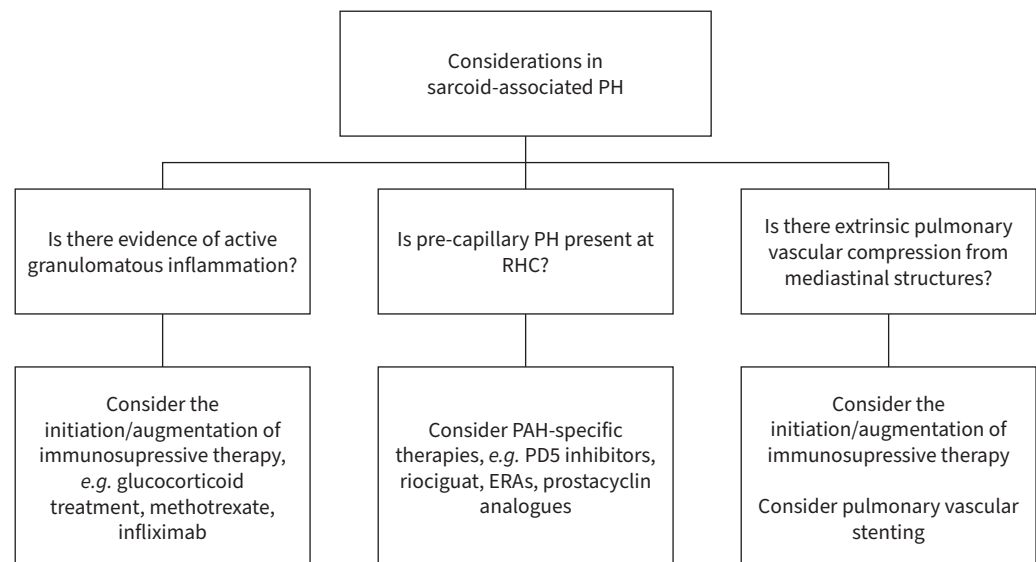 Considerations in
sarcoid-associated PH
Is there evidence of active
granulomatous inflammation?
Is pre-capillary PH present at
RHC?
Is there extrinsic pulmonary
vascular compression from
mediastinal structures?
Consider the
initiation/augmentation of
immunosupressive therapy,
e.g. glucocorticoid
treatment, methotrexate,
infliximab
Consider PAH-specific
therapies, e.g. PD5 inhibitors,
riociguat, ERAs, prostacyclin
analogues
Consider the
initiation/augmentation of
immunosupressive therapy
Consider pulmonary vascular
stenting